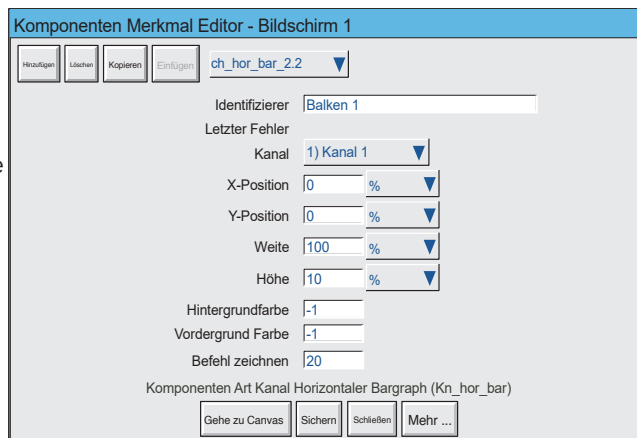 Komponenten Merkmal Editor - Bildschirm 1
Hinzufügen Löschen Kopieren Einfügen ch_hor_bar_2.2
Identifizierer Balken 1
Letzter Fehler
Kanal 1) Kanal 1
e
X-Position 0 %
Y-Position 0 %
Weite 100 %
Höhe 10 %
Hintergrundfarbe -1
Vordergrund Farbe -1
Befehl zeichnen 20
Komponenten Art Kanal Horizontaler Bargraph (Kn_hor_bar)
Gehe zu Canvas Sichern Schließen Mehr ...